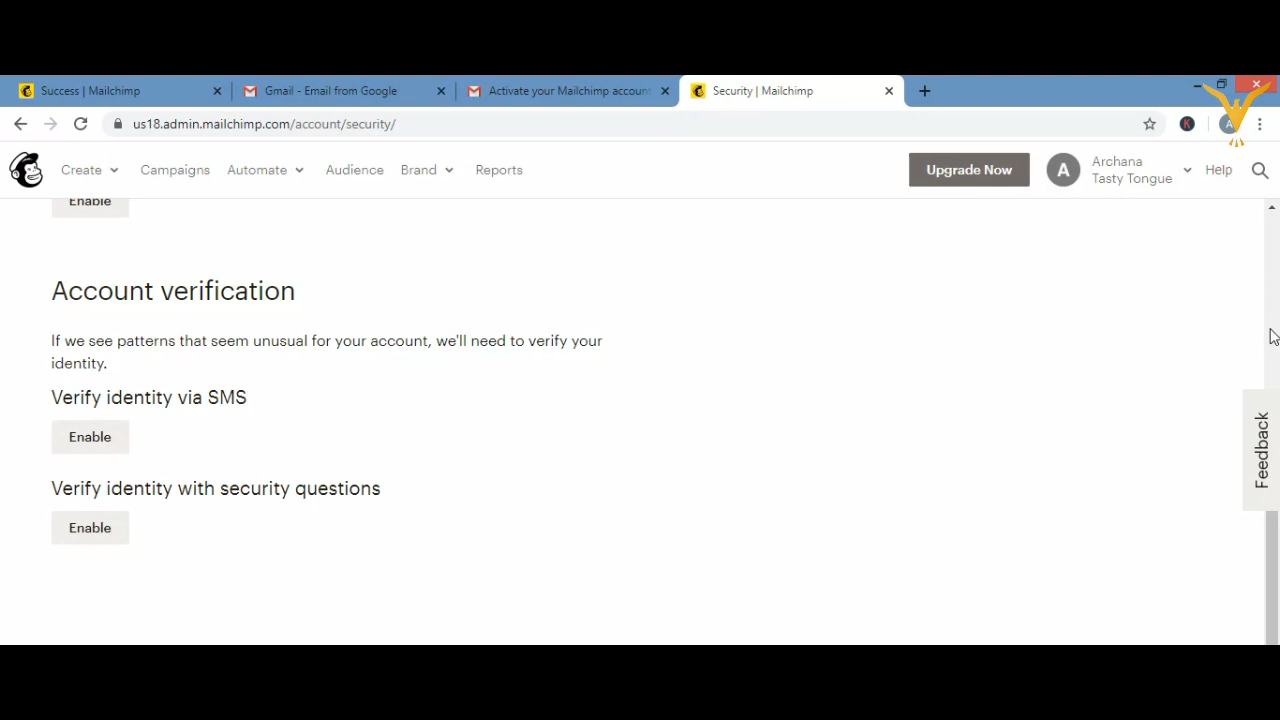 Success | Mailchimp
Gmail - Email from Google
Activate your Mailchimp accoun
Security | Mailchimp
us18.admin.mailchimp.com/account/security/
K
A
Create
Campaigns
Automate
Audience
Brand
Reports
Upgrade Now
A
Archana
Tasty Tongue
Help
Enable
Account verification
If we see patterns that seem unusual for your account, we'll need to verify your
identity.
Verify identity via SMS
Enable
Verify identity with security questions
Enable
Feedback